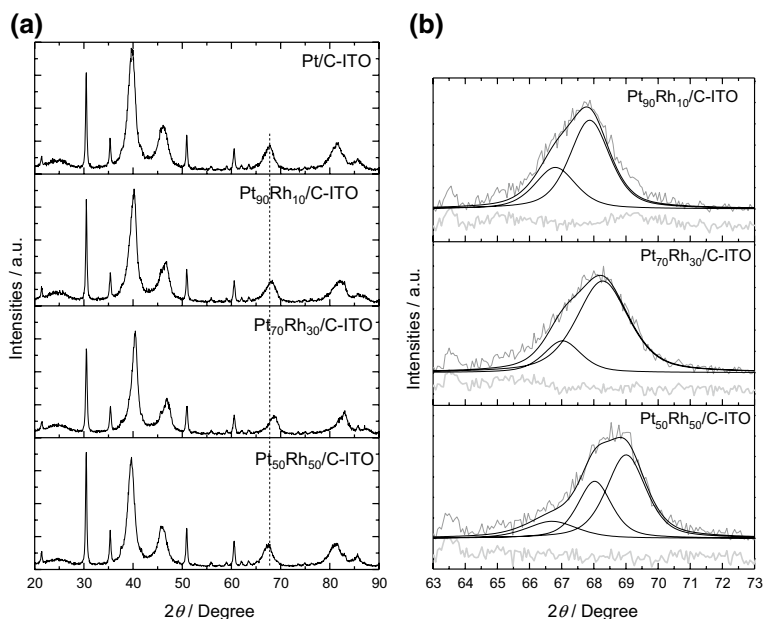 (a)
Pt/C-ITO
Pt90Rh10/C-ITO
Pt70Rh30/C-ITO
Pt50Rh50/C-ITO
Intensities / a.u.
20 30 40 50 60 70 80 90
2θ / Degree
(b)
Pt90Rh10/C-ITO
Pt70Rh30/C-ITO
Pt50Rh50/C-ITO
Intensities / a.u.
63 64 65 66 67 68 69 70 71 72 73
2θ / Degree